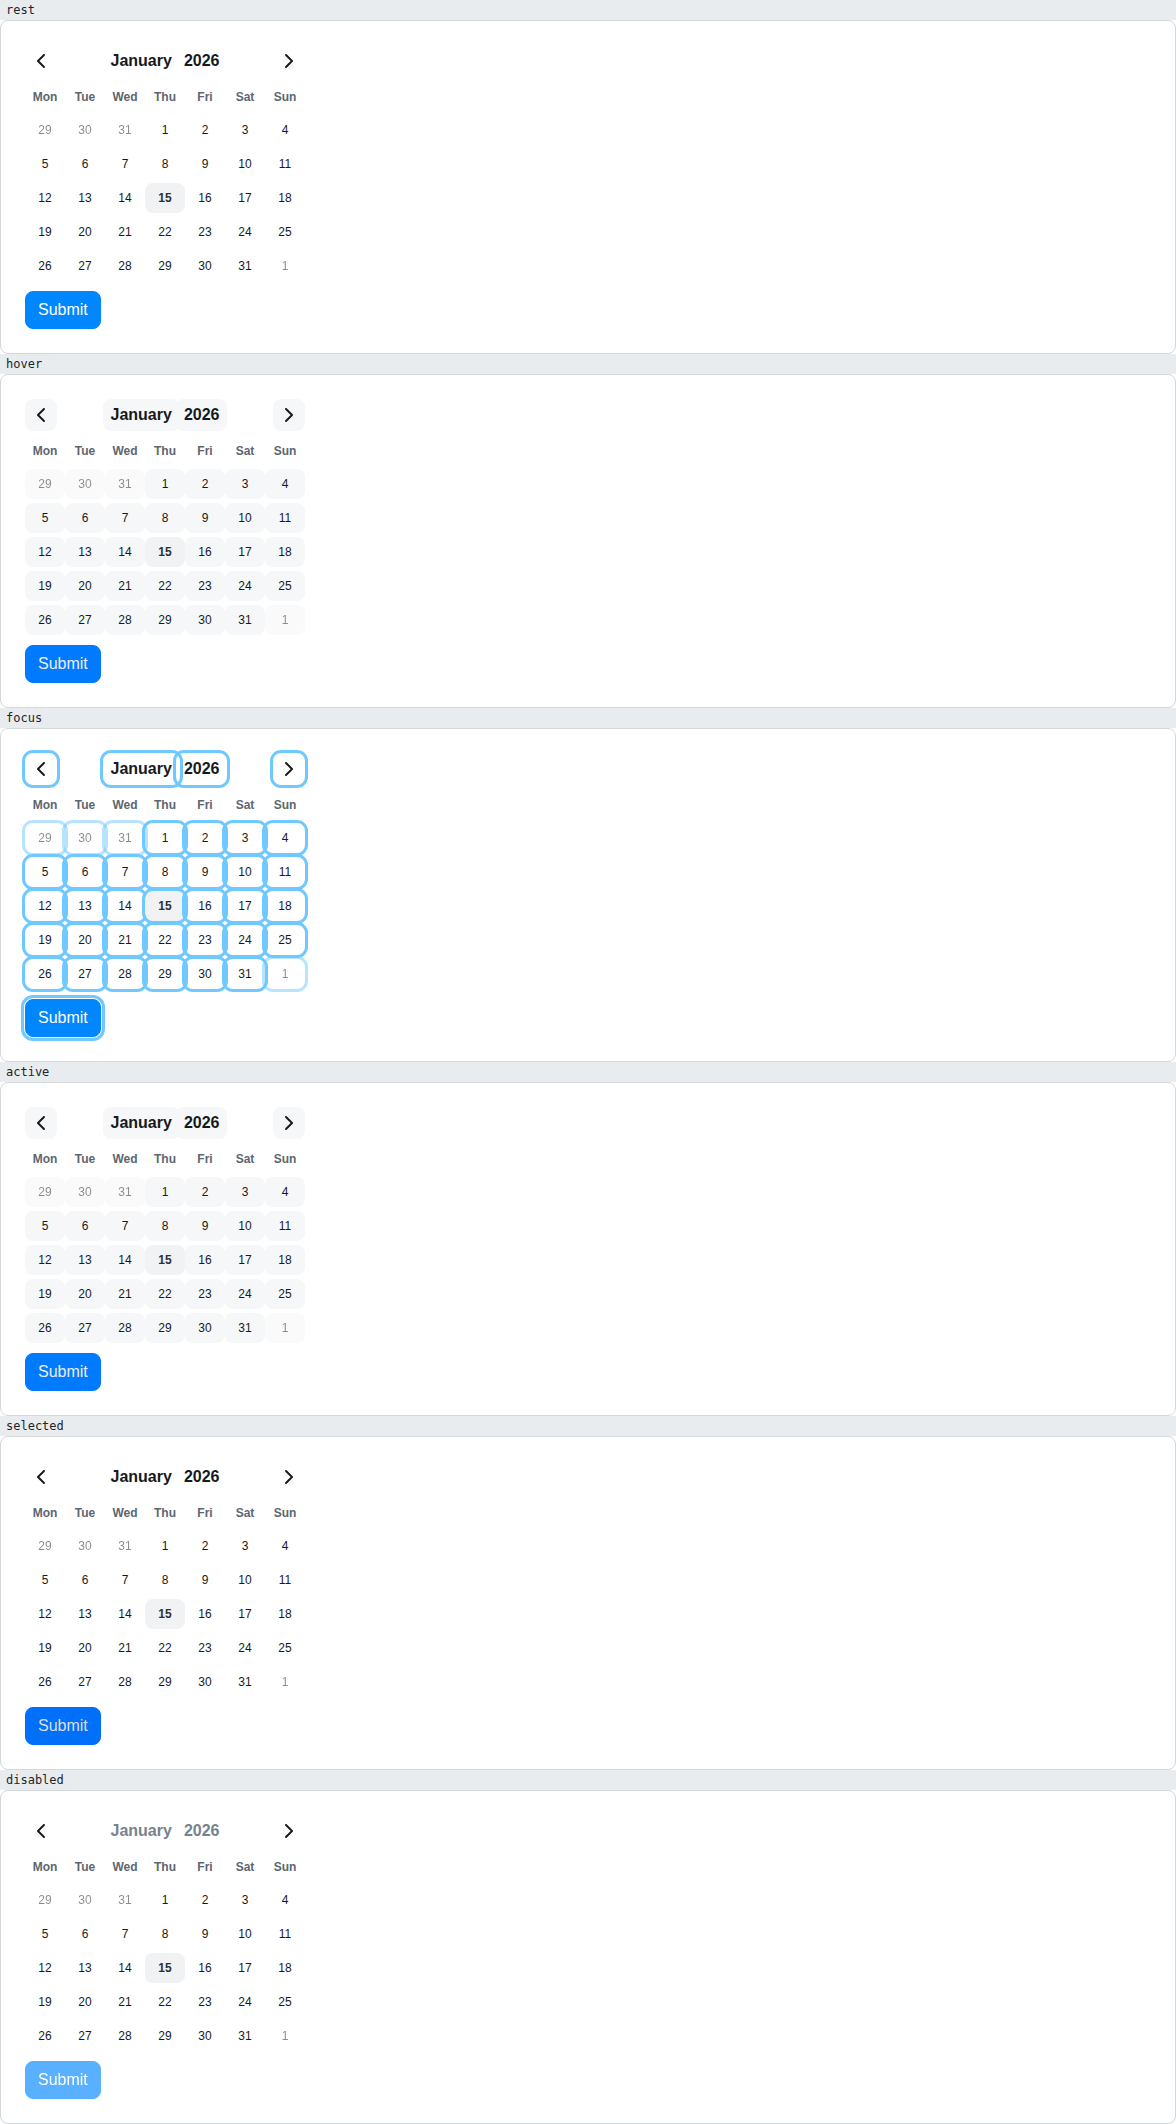 rest
January 2026
Mon Tue Wed Thu Fri Sat Sun
29 30 31 1 2 3 4
5 6 7 8 9 10 11
12 13 14 15 16 17 18
19 20 21 22 23 24 25
26 27 28 29 30 31 1
Submit
hover
January 2026
Mon Tue Wed Thu Fri Sat Sun
29 30 31 1 2 3 4
5 6 7 8 9 10 11
12 13 14 15 16 17 18
19 20 21 22 23 24 25
26 27 28 29 30 31 1
Submit
focus
January 2026
Mon Tue Wed Thu Fri Sat Sun
29 30 31 1 2 3 4
5 6 7 8 9 10 11
12 13 14 15 16 17 18
19 20 21 22 23 24 25
26 27 28 29 30 31 1
Submit
active
January 2026
Mon Tue Wed Thu Fri Sat Sun
29 30 31 1 2 3 4
5 6 7 8 9 10 11
12 13 14 15 16 17 18
19 20 21 22 23 24 25
26 27 28 29 30 31 1
Submit
selected
January 2026
Mon Tue Wed Thu Fri Sat Sun
29 30 31 1 2 3 4
5 6 7 8 9 10 11
12 13 14 15 16 17 18
19 20 21 22 23 24 25
26 27 28 29 30 31 1
Submit
disabled
January 2026
Mon Tue Wed Thu Fri Sat Sun
29 30 31 1 2 3 4
5 6 7 8 9 10 11
12 13 14 15 16 17 18
19 20 21 22 23 24 25
26 27 28 29 30 31 1
Submit